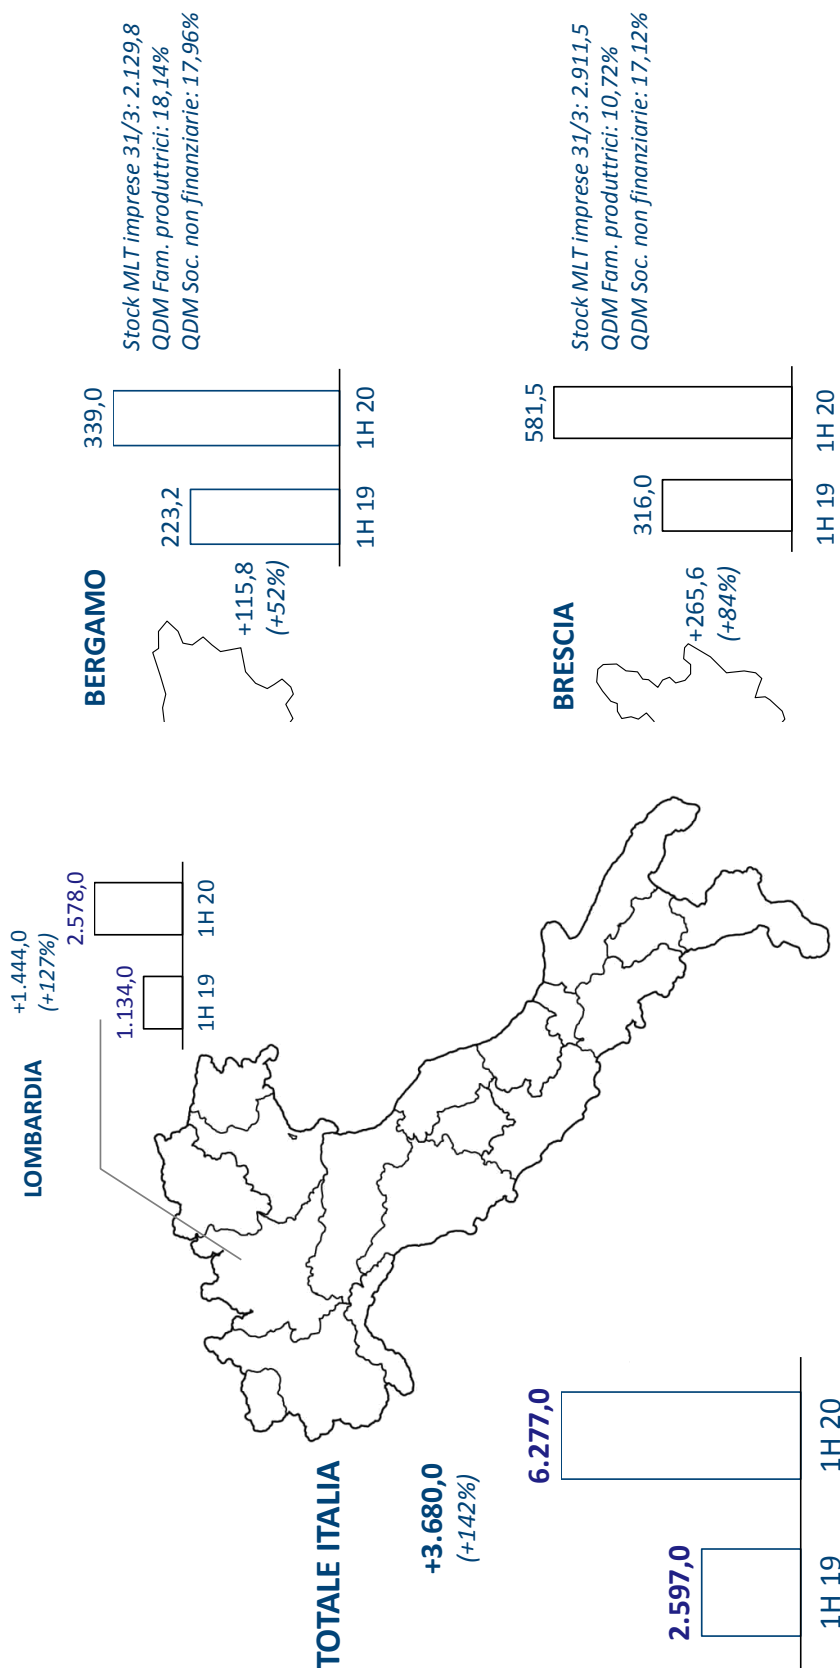 TOTALE ITALIA
+3.680,0
(+142%)
2.597,0
6.277,0
1H 19
1H 20
LOMBARDIA
+1.444,0
(+127%)
1.134,0
2.578,0
1H 19
1H 20
BERGAMO
+115,8
(+52%)
223,2
339,0
1H 19
1H 20
Stock MLT imprese 31/3: 2.129,8
QDM Fam. produttrici: 18,14%
QDM Soc. non finanziarie: 17,96%
BRESCIA
+265,6
(+84%)
316,0
581,5
1H 19
1H 20
Stock MLT imprese 31/3: 2.911,5
QDM Fam. produttrici: 10,72%
QDM Soc. non finanziarie: 17,12%